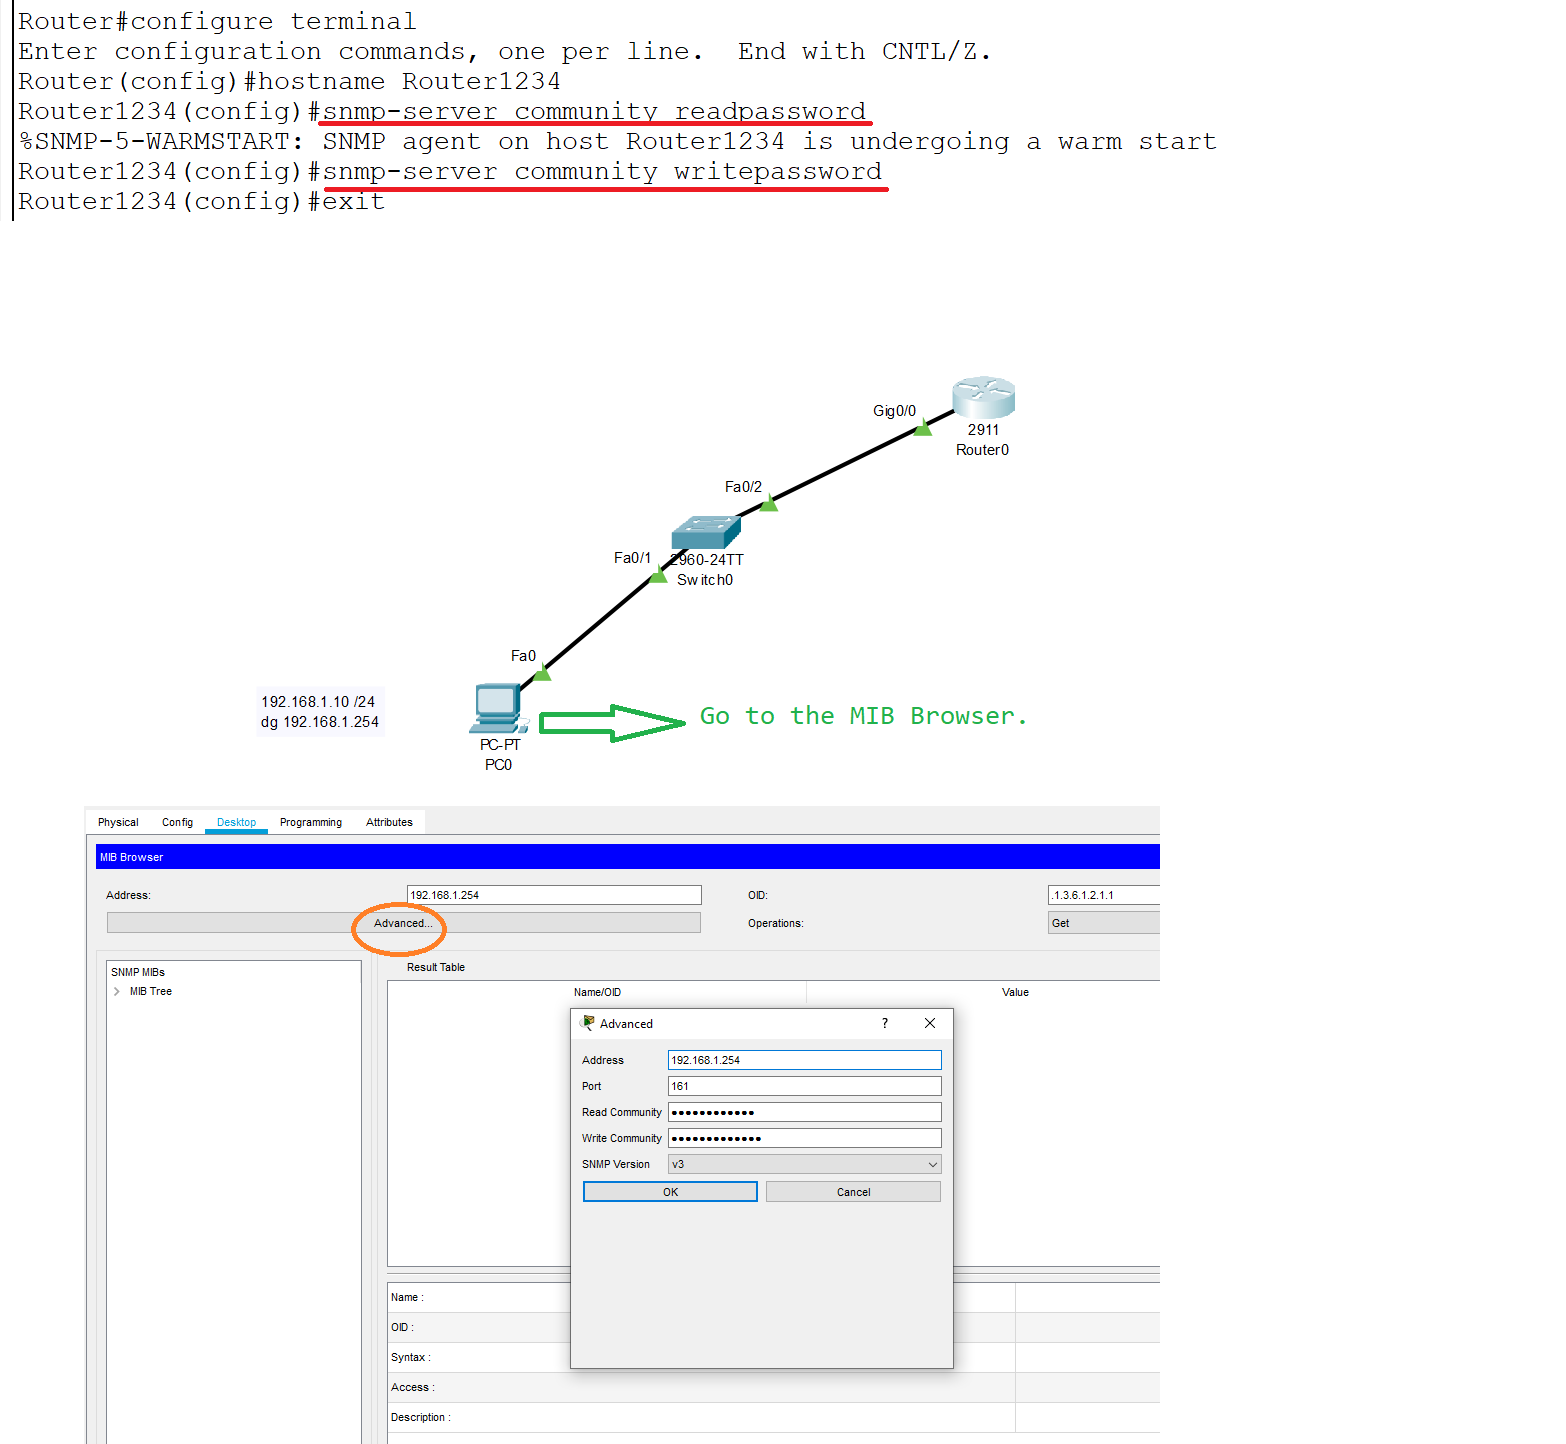 Router#configure terminal
Enter configuration commands, one per line.  End with CNTL/Z.
Router(config)#hostname Router1234
Router1234(config)#snmp-server community readpassword
%SNMP-5-WARMSTART: SNMP agent on host Router1234 is undergoing a warm start
Router1234(config)#snmp-server community writepassword
Router1234(config)#exit
Gig0/0
2911
Router0
Fa0/2
Fa0/1
2960-24TT
Switch0
Fa0
192.168.1.10 /24
dg 192.168.1.254
Go to the MIB Browser.
PC-PT
PC0
Physical Config Desktop Programming Attributes
MIB Browser
Address: 192.168.1.254 OID: .1.3.6.1.2.1.1
Advanced... Operations: Get
SNMP MIBs
MIB Tree
Result Table
Name/OID Value
Advanced ?
Address 192.168.1.254
Port 161
Read Community ●●●●●●●●●●●●
Write Community ●●●●●●●●●●●●●
SNMP Version v3
OK Cancel
Name :
OID :
Syntax :
Access :
Description :